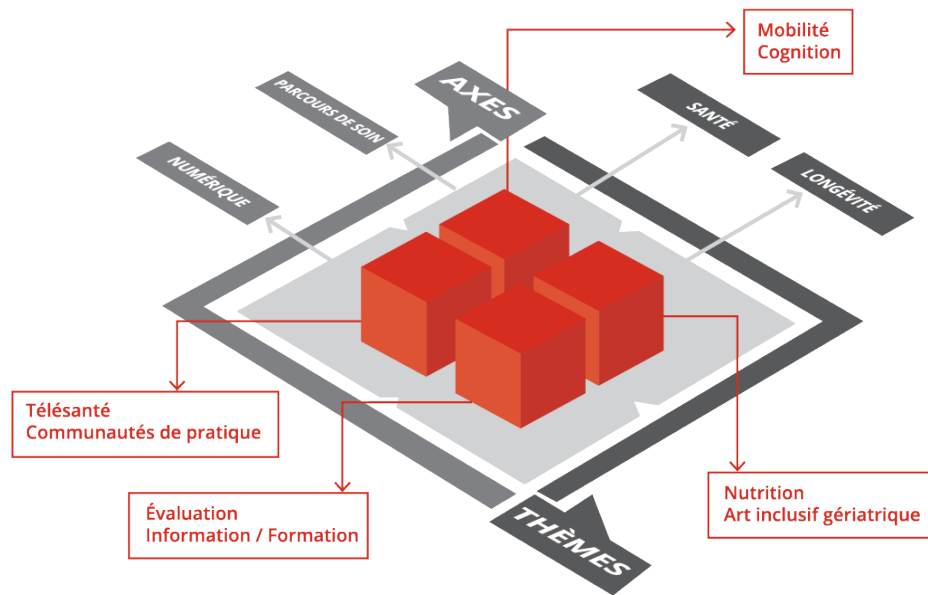 Mobilité
Cognition
AXES
PARCOURS DE SOIN
SANTÉ
NUMÉRIQUE
LONGÉVITÉ
Télésanté
Communautés de pratique
Évaluation
Information / Formation
Nutrition
Art inclusif gériatrique
THÈMES